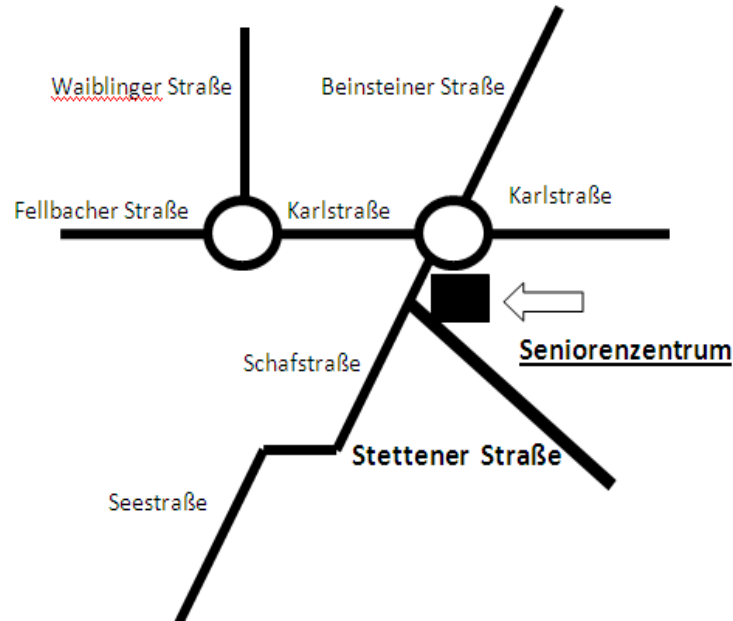 Waiblinger Straße
Beinsteiner Straße
Fellbacher Straße
Karlstraße
Karlstraße
Seniorenzentrum
Schafstraße
Stettener Straße
Seestraße